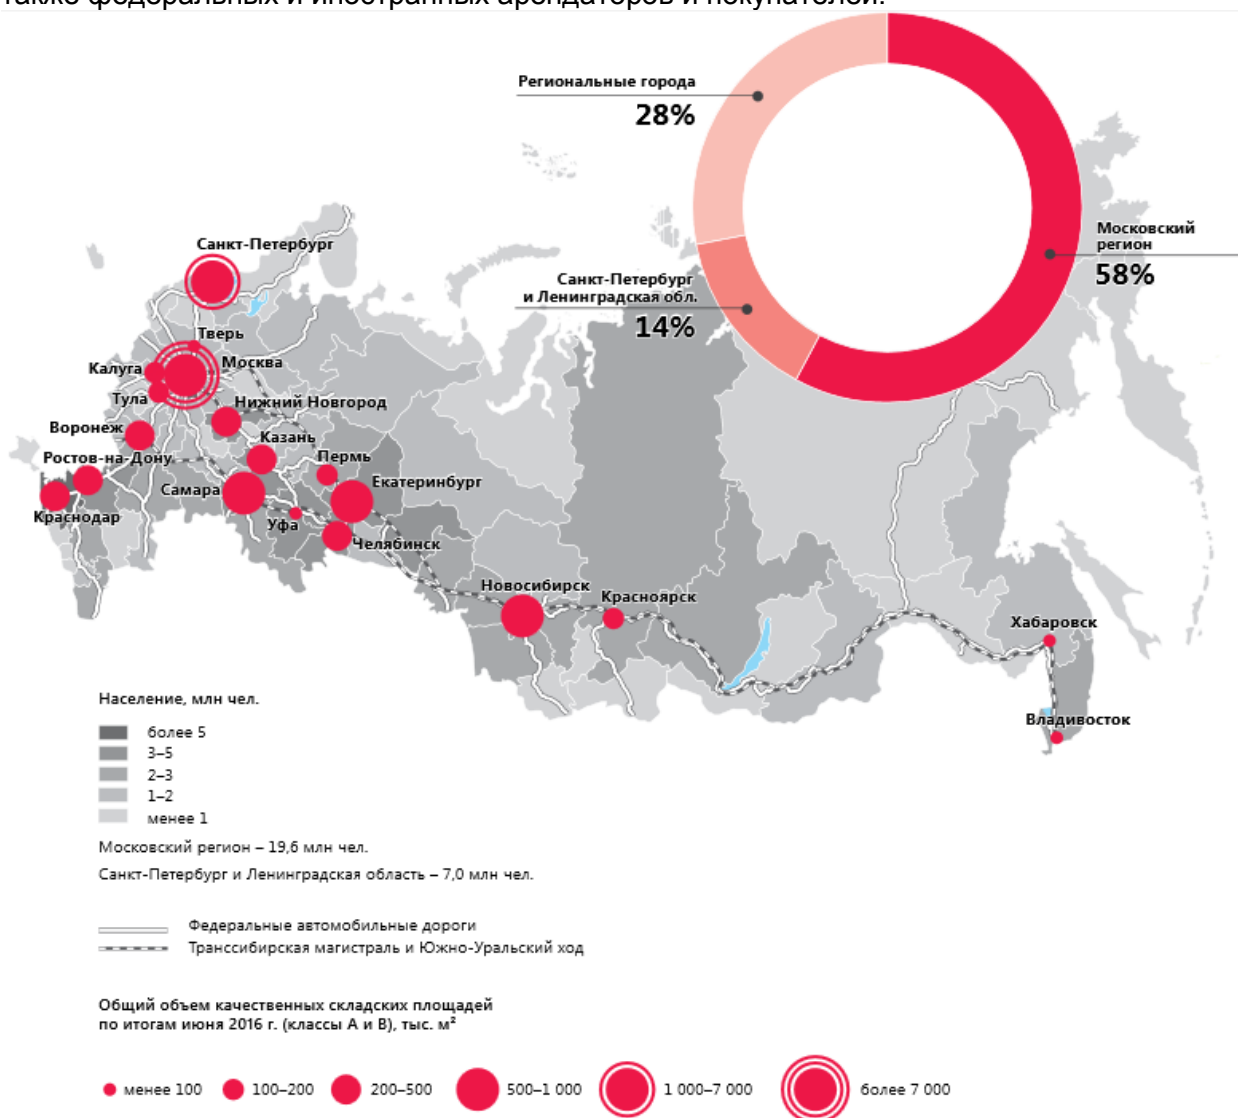 также федеральных и иностранных арендаторов и покупателей.
Региональные города
28%
Московский
регион
58%
Санкт-Петербург
и Ленинградская обл.
14%
Санкт-Петербург
Тверь
Москва
Калуга
Тула
Нижний Новгород
Воронеж
Казань
Ростов-на-Дону
Пермь
Самара
Екатеринбург
Краснодар
Уфа
Челябинск
Новосибирск
Красноярск
Хабаровск
Владивосток
Население, млн чел.
более 5
3–5
2–3
1–2
менее 1
Московский регион – 19,6 млн чел.
Санкт-Петербург и Ленинградская область – 7,0 млн чел.
Федеральные автомобильные дороги
Транссибирская магистраль и Южно-Уральский ход
Общий объем качественных складских площадей
по итогам июня 2016 г. (классы А и В), тыс. м²
менее 100
100–200
200–500
500–1 000
1 000–7 000
более 7 000